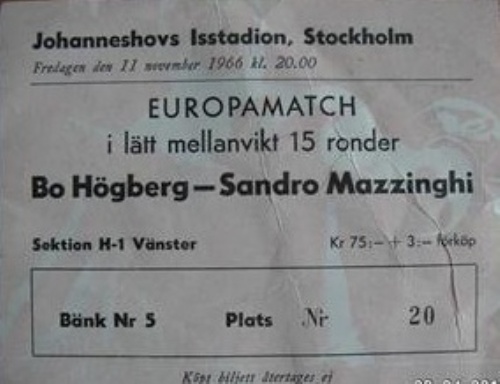 Johanneshovs Isstadion, Stockholm
Fredagen den 11 november 1966 kl. 20.00
EUROPAMATCH
i lätt mellanvikt 15 ronder
Bo Högberg — Sandro Mazzinghi
Sektion H-1 Vänster Kr 75:— + 3:— förköp
Bänk Nr 5 Plats Nr 20
Köpt biljett återtages ej